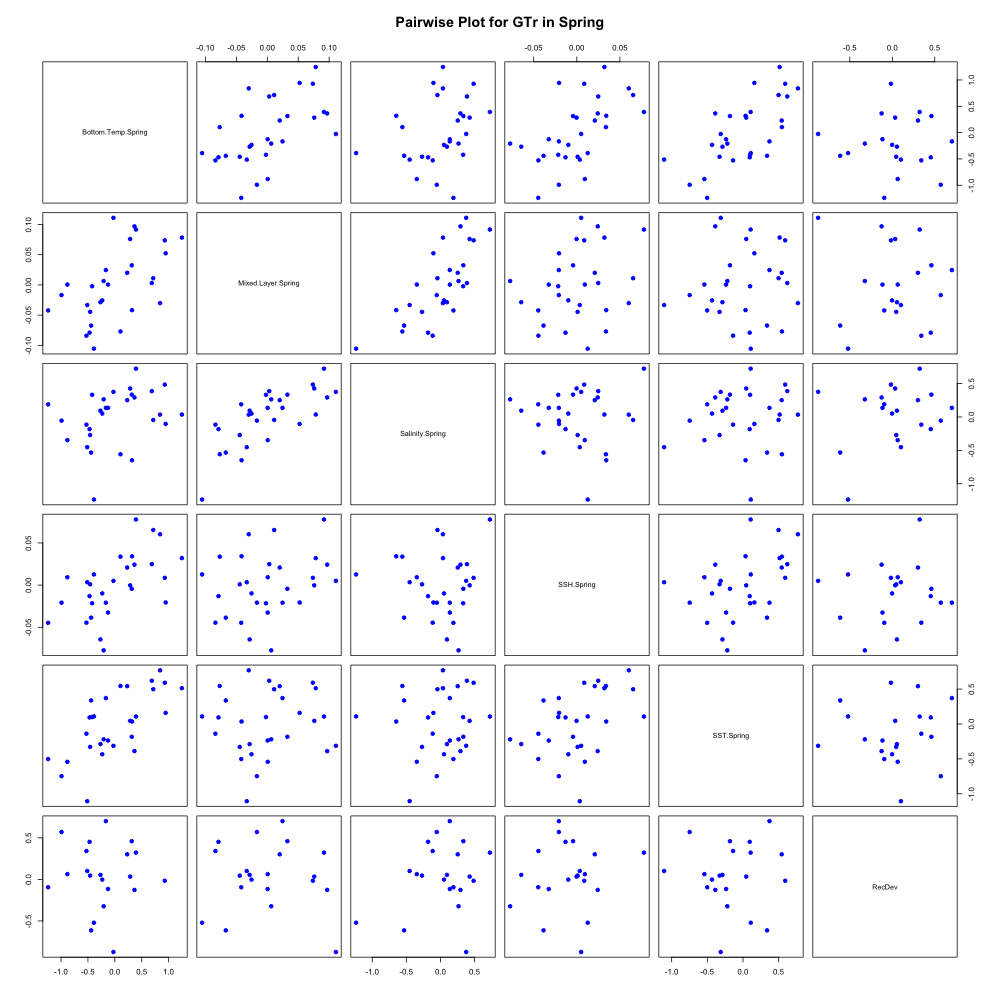 Pairwise Plot for GTr in Spring
-0.10 -0.05 0.00 0.05 0.10
-0.05 0.00 0.05
-0.5 0.0 0.5
Bottom.Temp.Spring
-1.0 -0.5 0.0 0.5 1.0
-0.10 -0.05 0.00 0.05 0.10
Mixed.Layer.Spring
Salinity.Spring
-1.0 -0.5 0.0 0.5
-0.05 0.00 0.05
SSH.Spring
SST.Spring
-1.0 -0.5 0.0 0.5
-0.5 0.0 0.5
RecDev
-1.0 -0.5 0.0 0.5 1.0
-1.0 -0.5 0.0 0.5
-1.0 -0.5 0.0 0.5